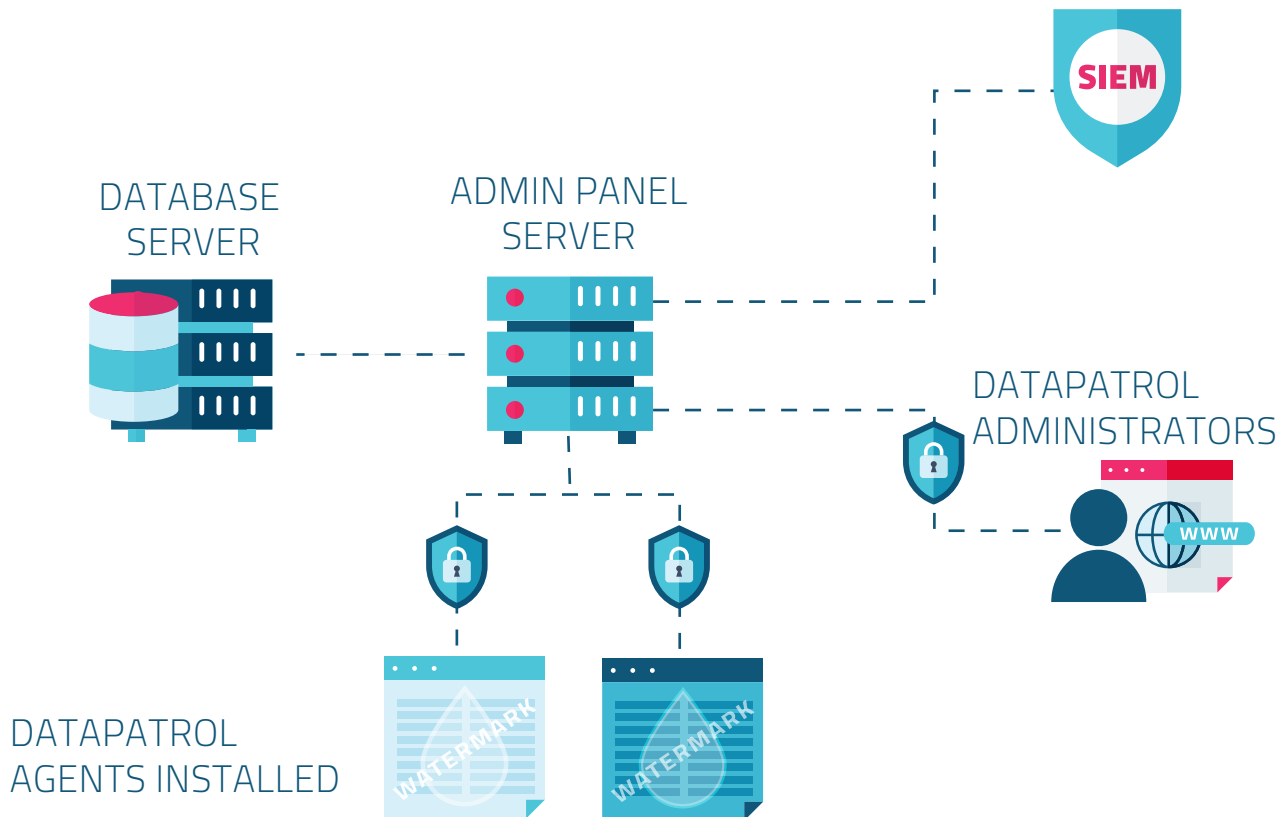 SIEM
DATABASE
SERVER
ADMIN PANEL
SERVER
DATAPATROL
ADMINISTRATORS
WWW
WATERMARK
WATERMARK
DATAPATROL
AGENTS INSTALLED